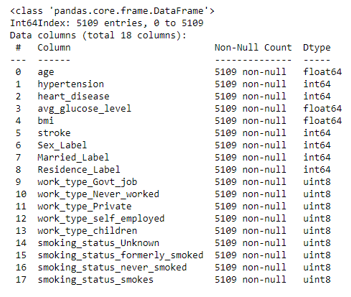 <class 'pandas.core.frame.DataFrame'>
Int64Index: 5109 entries, 0 to 5109
Data columns (total 18 columns):
 #   Column                         Non-Null Count  Dtype
---  ------                         --------------  -----
 0   age                            5109 non-null   float64
 1   hypertension                   5109 non-null   int64
 2   heart_disease                  5109 non-null   int64
 3   avg_glucose_level              5109 non-null   float64
 4   bmi                            5109 non-null   float64
 5   stroke                         5109 non-null   int64
 6   Sex_Label                      5109 non-null   int64
 7   Married_Label                  5109 non-null   int64
 8   Residence_Label                5109 non-null   int64
 9   work_type_Govt_job             5109 non-null   uint8
 10  work_type_Never_worked         5109 non-null   uint8
 11  work_type_Private              5109 non-null   uint8
 12  work_type_self_employed        5109 non-null   uint8
 13  work_type_children             5109 non-null   uint8
 14  smoking_status_Unknown         5109 non-null   uint8
 15  smoking_status_formerly_smoked 5109 non-null   uint8
 16  smoking_status_never_smoked    5109 non-null   uint8
 17  smoking_status_smokes          5109 non-null   uint8